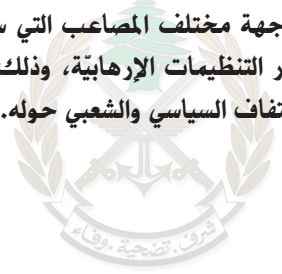 جهة مختلف المصاعب التي س
ر التنظيمات الإرهابيّة، وذلك
تفاف السياسي والشعبي حوله.
شرف. تضحية. وفاء